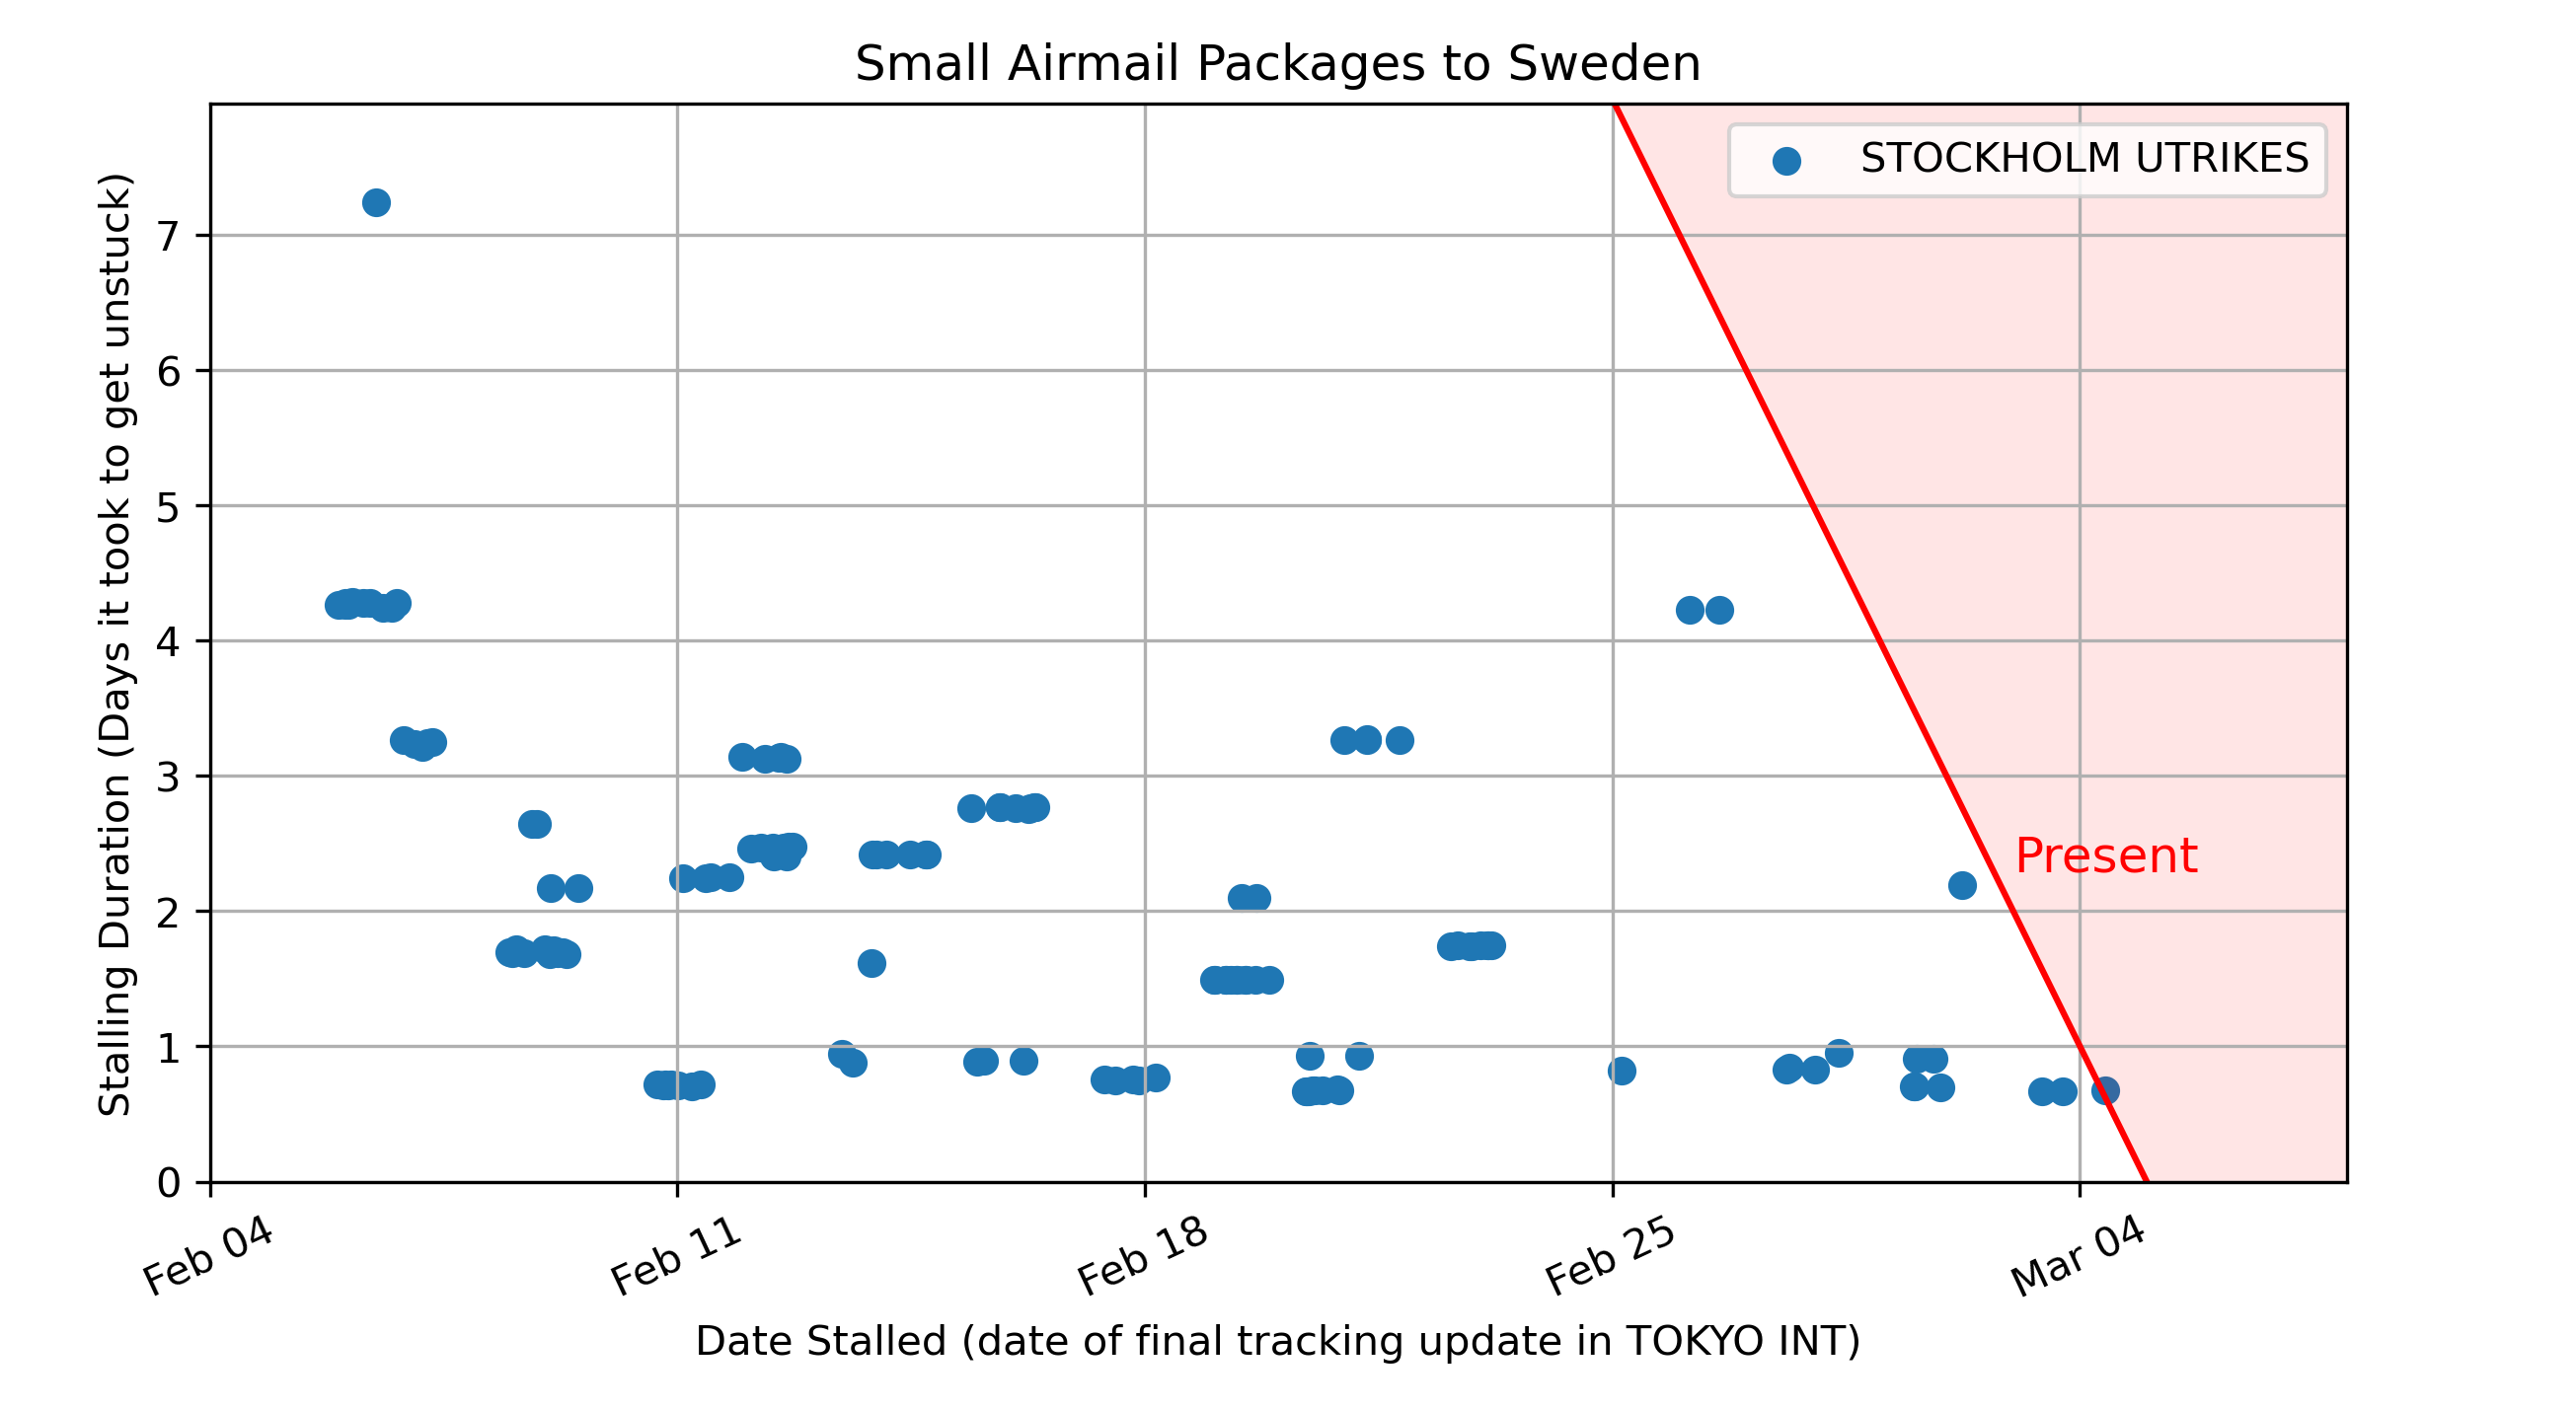 Small Airmail Packages to Sweden
STOCKHOLM UTRIKES
Stalling Duration (Days it took to get unstuck)
7
6
5
4
3
2
1
0
Present
Feb 04
Feb 11
Feb 18
Feb 25
Mar 04
Date Stalled (date of final tracking update in TOKYO INT)